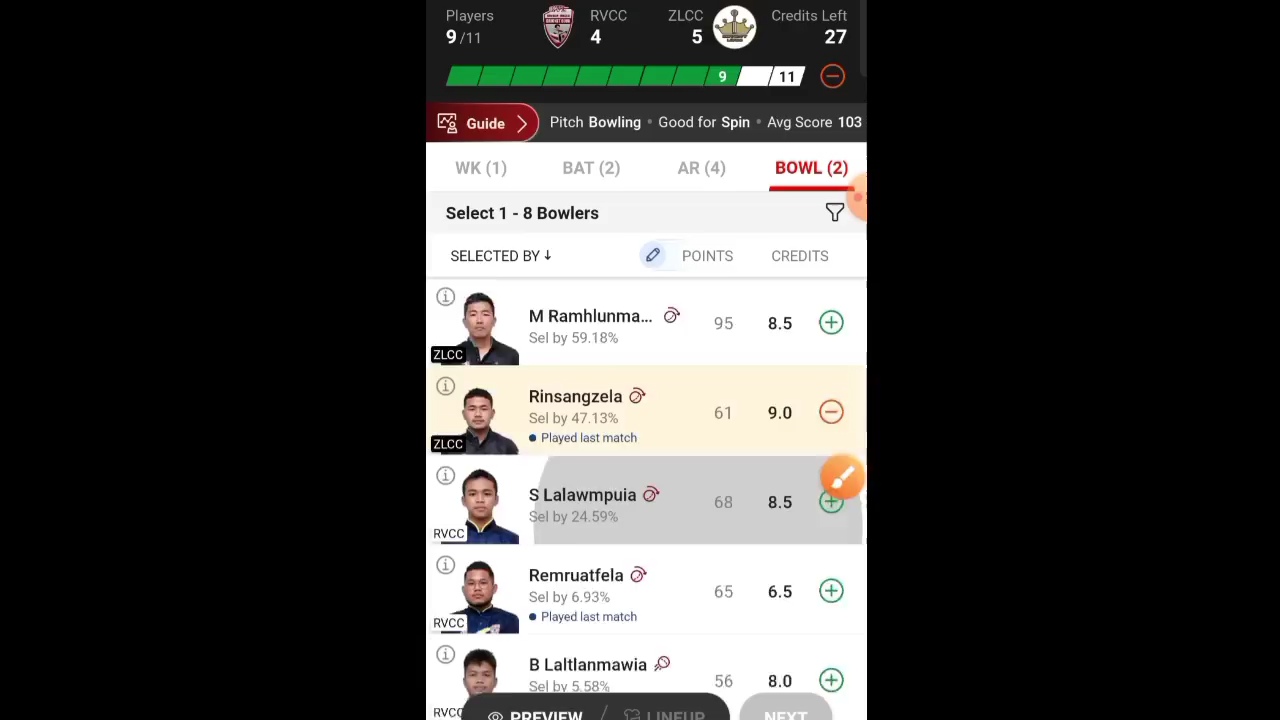 Players RVCC ZLCC Credits Left
9 /11 4 5 27
9 11
Guide Pitch Bowling • Good for Spin • Avg Score 103
WK (1) BAT (2) AR (4) BOWL (2)
Select 1 - 8 Bowlers
SELECTED BY ↓ POINTS CREDITS
M Ramhlunma... 95 8.5
Sel by 59.18%
ZLCC
Rinsangzela 61 9.0
Sel by 47.13%
Played last match
ZLCC
S Lalawmpuia 68 8.5
Sel by 24.59%
RVCC
Remruatfela 65 6.5
Sel by 6.93%
Played last match
RVCC
B Laltlanmawia 56 8.0
Sel by 5.58%
RVCC
PREVIEW / LINEUP NEXT